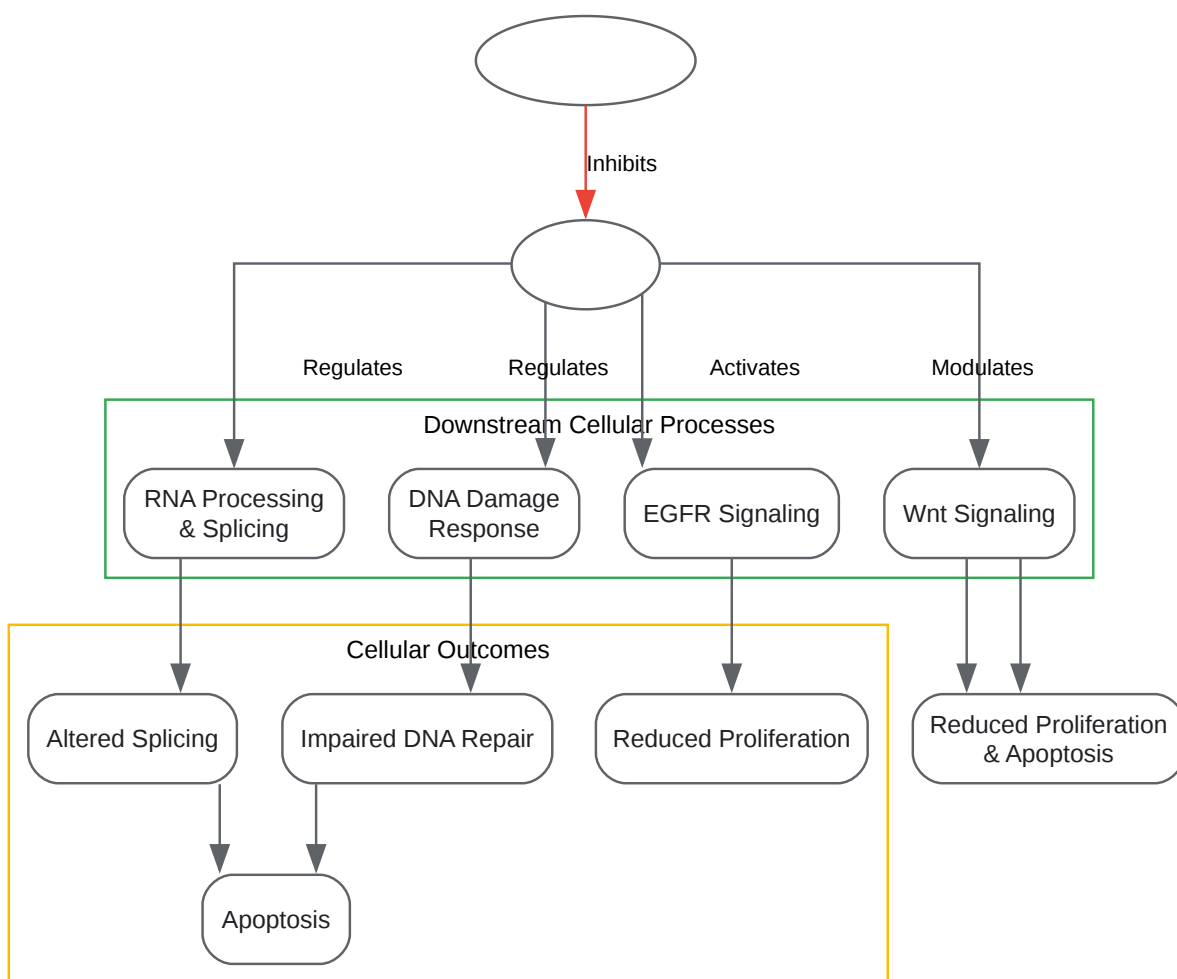 Inhibits
Regulates
Regulates
Activates
Modulates
Downstream Cellular Processes
RNA Processing
& Splicing
DNA Damage
Response
EGFR Signaling
Wnt Signaling
Cellular Outcomes
Altered Splicing
Impaired DNA Repair
Reduced Proliferation
Reduced Proliferation
& Apoptosis
Apoptosis